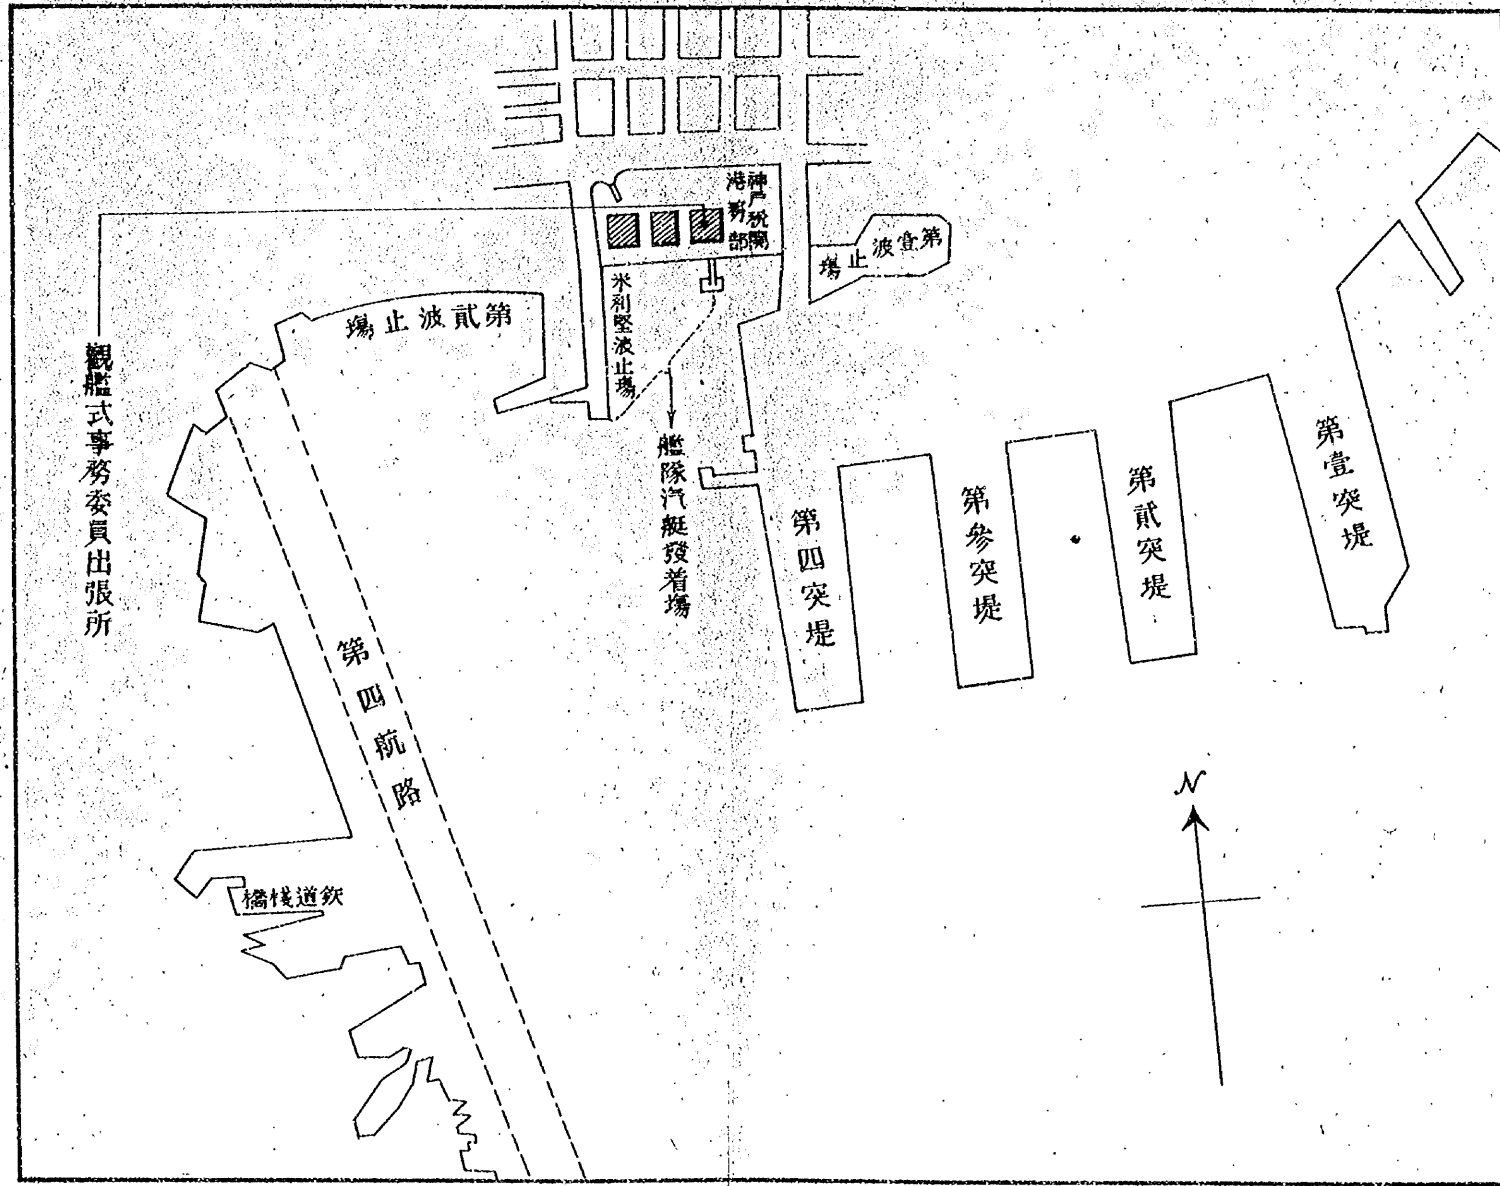 神戸税関
港務部
第壹波止場
米利堅波止場
第貳波止場
觀艦式事務委員出張所
艦隊汽艇發着場
第壹突堤
第貳突堤
第參突堤
第四突堤
第四航路
鉄道棧橋
N